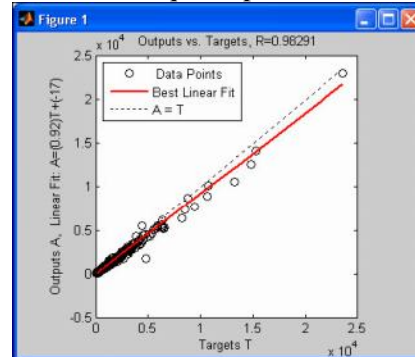 Figure 1
x 10^4
Outputs vs. Targets, R=0.98291
2.5
2
1.5
1
0.5
0
-0.5
Data Points
Best Linear Fit
A = T
Outputs A, Linear Fit: A=(0.92)T+(-17)
0
0.5
1
1.5
2
2.5
Targets T
x 10^4